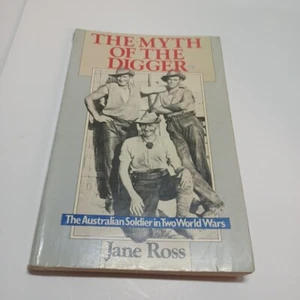 THE MYTH
OF THE
DIGGER
The Australian Soldier in Two World Wars
Jane Ross